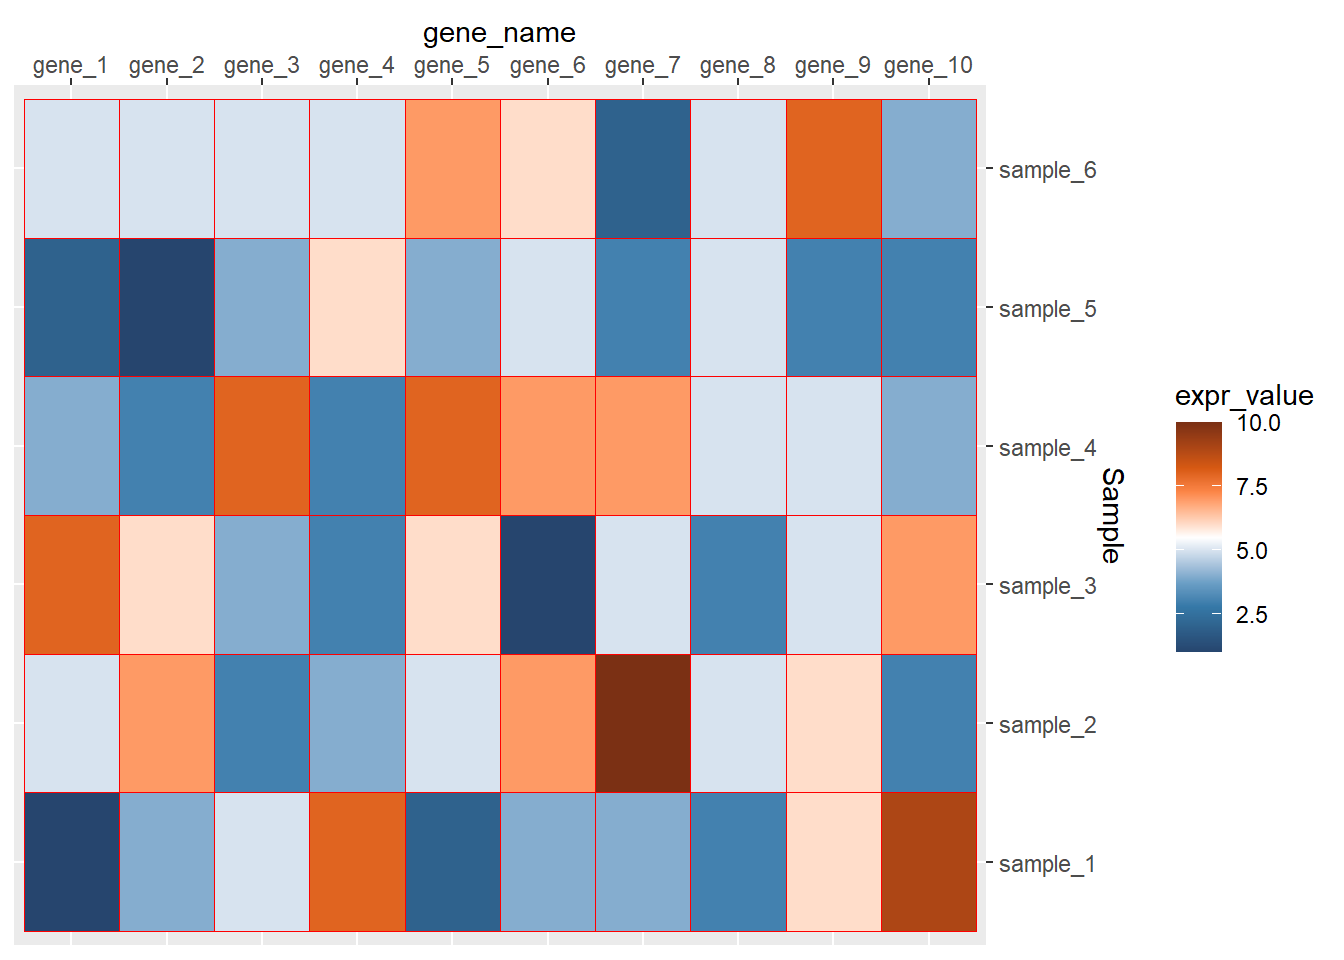 gene_name
gene_1 gene_2 gene_3 gene_4 gene_5 gene_6 gene_7 gene_8 gene_9 gene_10
sample_6
sample_5
sample_4
sample_3
sample_2
sample_1
Sample
expr_value
10.0
7.5
5.0
2.5